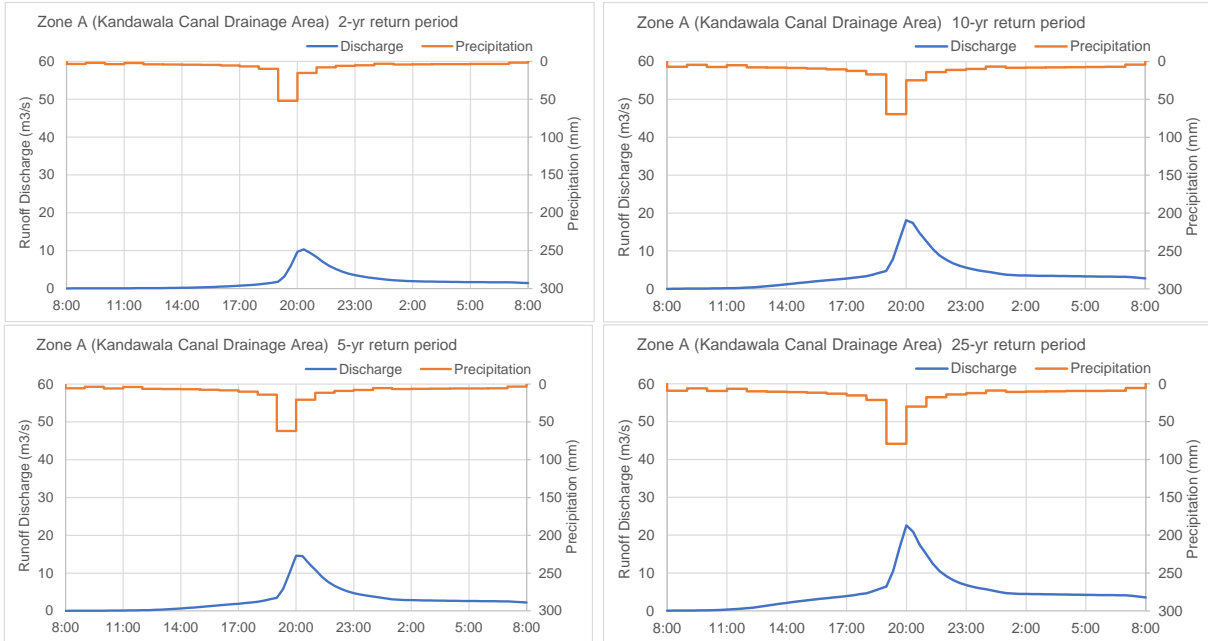 Zone A (Kandawala Canal Drainage Area)  2-yr return period
Discharge
Precipitation
Runoff Discharge (m3/s)
60
50
40
30
20
10
0
0
50
100
150
200
250
300
Precipitation (mm)
8:00 11:00 14:00 17:00 20:00 23:00 2:00 5:00 8:00
Zone A (Kandawala Canal Drainage Area)  10-yr return period
Discharge
Precipitation
Runoff Discharge (m3/s)
60
50
40
30
20
10
0
0
50
100
150
200
250
300
Precipitation (mm)
8:00 11:00 14:00 17:00 20:00 23:00 2:00 5:00 8:00
Zone A (Kandawala Canal Drainage Area)  5-yr return period
Discharge
Precipitation
Runoff Discharge (m3/s)
60
50
40
30
20
10
0
0
50
100
150
200
250
300
Precipitation (mm)
8:00 11:00 14:00 17:00 20:00 23:00 2:00 5:00 8:00
Zone A (Kandawala Canal Drainage Area)  25-yr return period
Discharge
Precipitation
Runoff Discharge (m3/s)
60
50
40
30
20
10
0
0
50
100
150
200
250
300
Precipitation (mm)
8:00 11:00 14:00 17:00 20:00 23:00 2:00 5:00 8:00